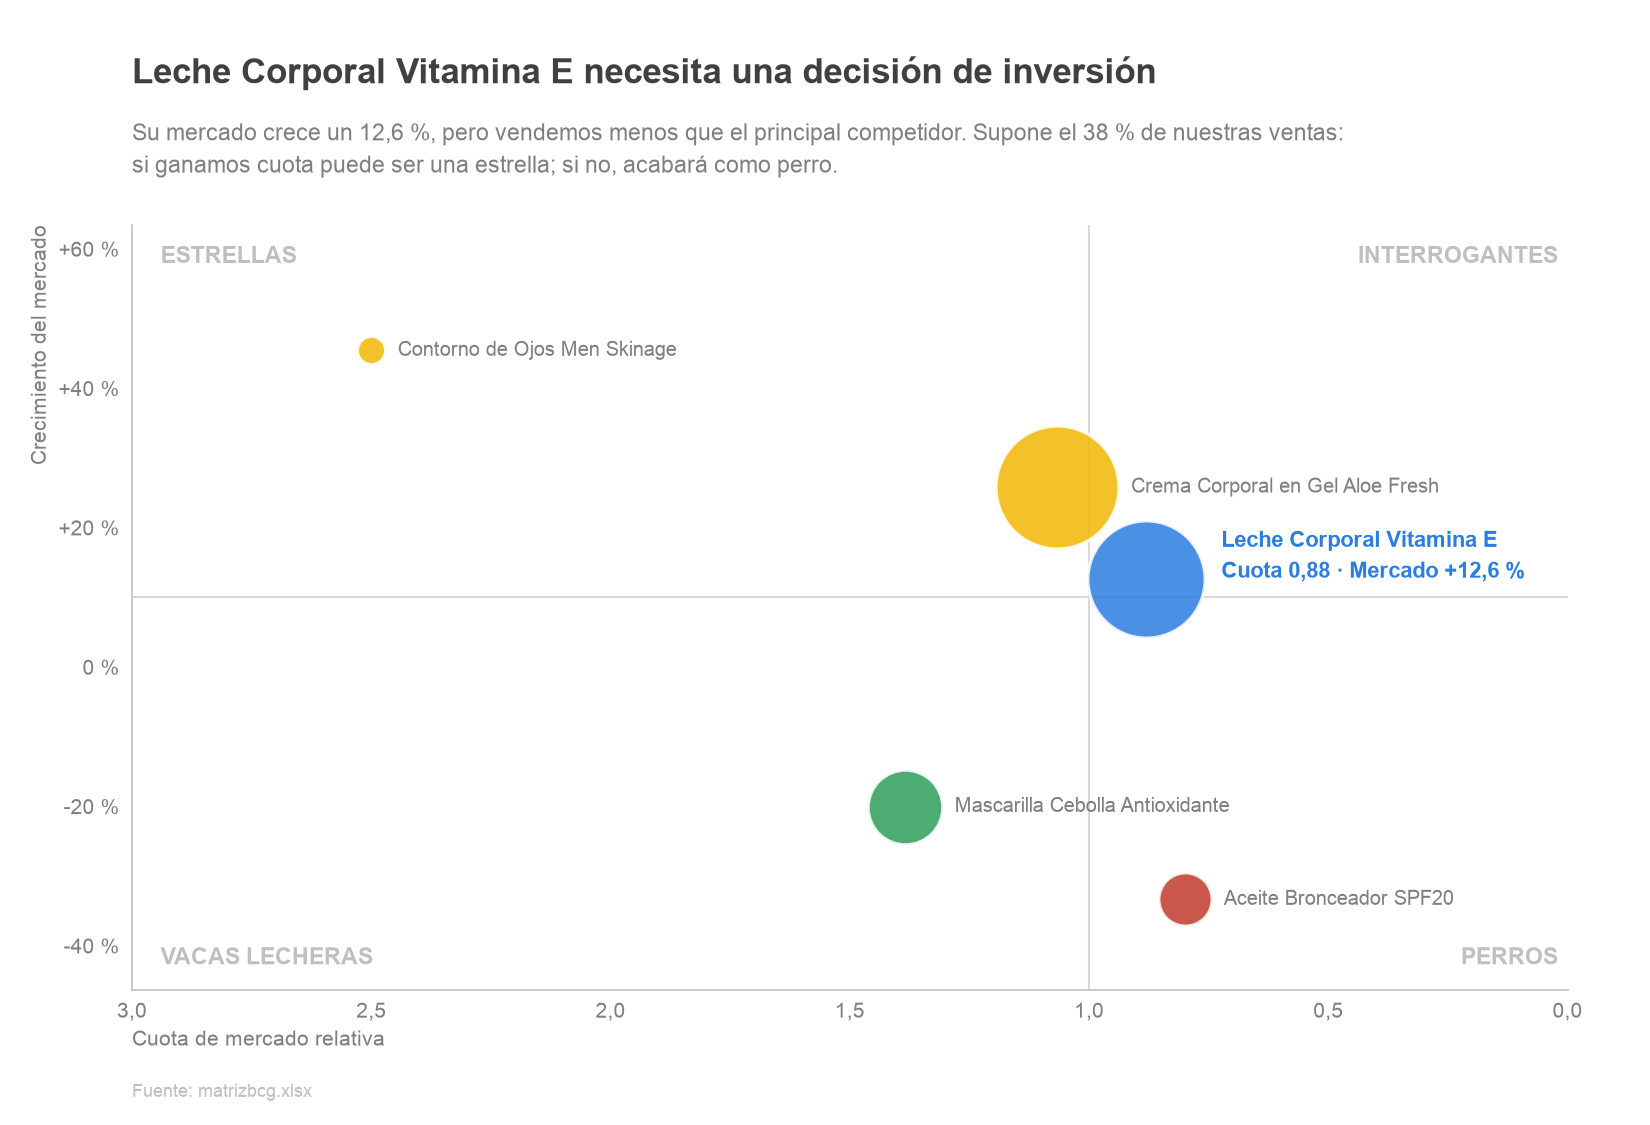 Leche Corporal Vitamina E necesita una decisión de inversión
Su mercado crece un 12,6 %, pero vendemos menos que el principal competidor. Supone el 38 % de nuestras ventas:
si ganamos cuota puede ser una estrella; si no, acabará como perro.
Crecimiento del mercado
+60 %
+40 %
+20 %
0 %
-20 %
-40 %
ESTRELLAS
INTERROGANTES
Contorno de Ojos Men Skinage
Crema Corporal en Gel Aloe Fresh
Leche Corporal Vitamina E
Cuota 0,88 · Mercado +12,6 %
Mascarilla Cebolla Antioxidante
Aceite Bronceador SPF20
VACAS LECHERAS
PERROS
3,0
2,5
2,0
1,5
1,0
0,5
0,0
Cuota de mercado relativa
Fuente: matrizbcg.xlsx